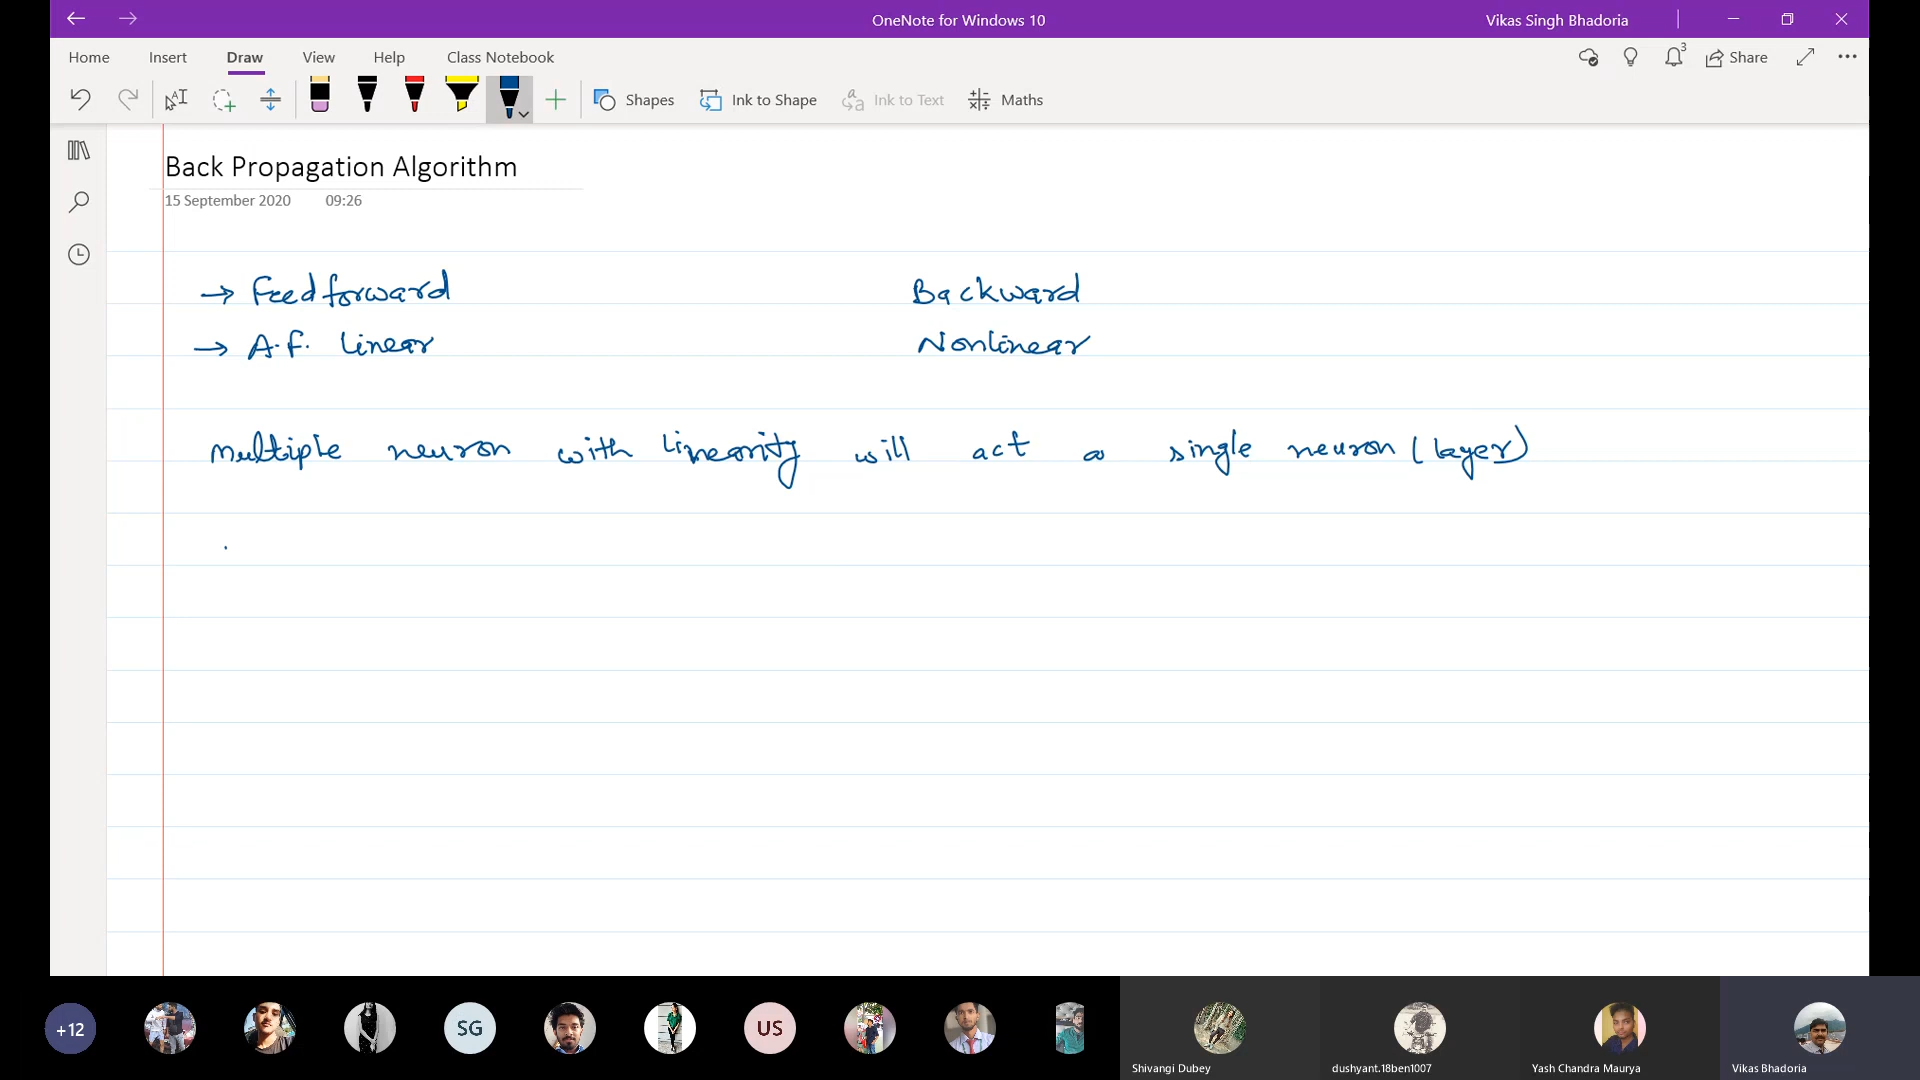 OneNote for Windows 10
Vikas Singh Bhadoria
Home Insert Draw View Help Class Notebook
3
Share
Shapes Ink to Shape Ink to Text Maths
Back Propagation Algorithm
15 September 2020 09:26
→ Feedforward Backward
→ A.f. linear Nonlinear
multiple neuron with linearity will act a single neuron (layer)
+12
SG
US
Shivangi Dubey
dushyant.18ben1007
Yash Chandra Maurya
Vikas Bhadoria